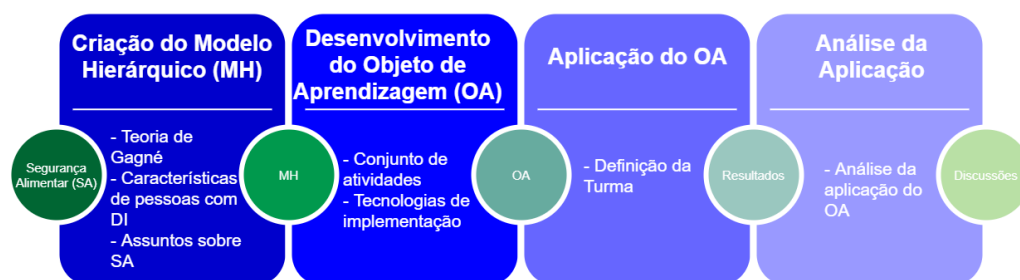 Criação do Modelo
Hierárquico (MH)
Segurança
Alimentar (SA)
- Teoria de
Gagné
- Características
de pessoas com
DI
- Assuntos sobre
SA
Desenvolvimento
do Objeto de
Aprendizagem (OA)
MH
- Conjunto de
atividades
- Tecnologias de
implementação
Aplicação do OA
OA
- Definição da
Turma
Análise da
Aplicação
Resultados
- Análise da
aplicação do
OA
Discussões